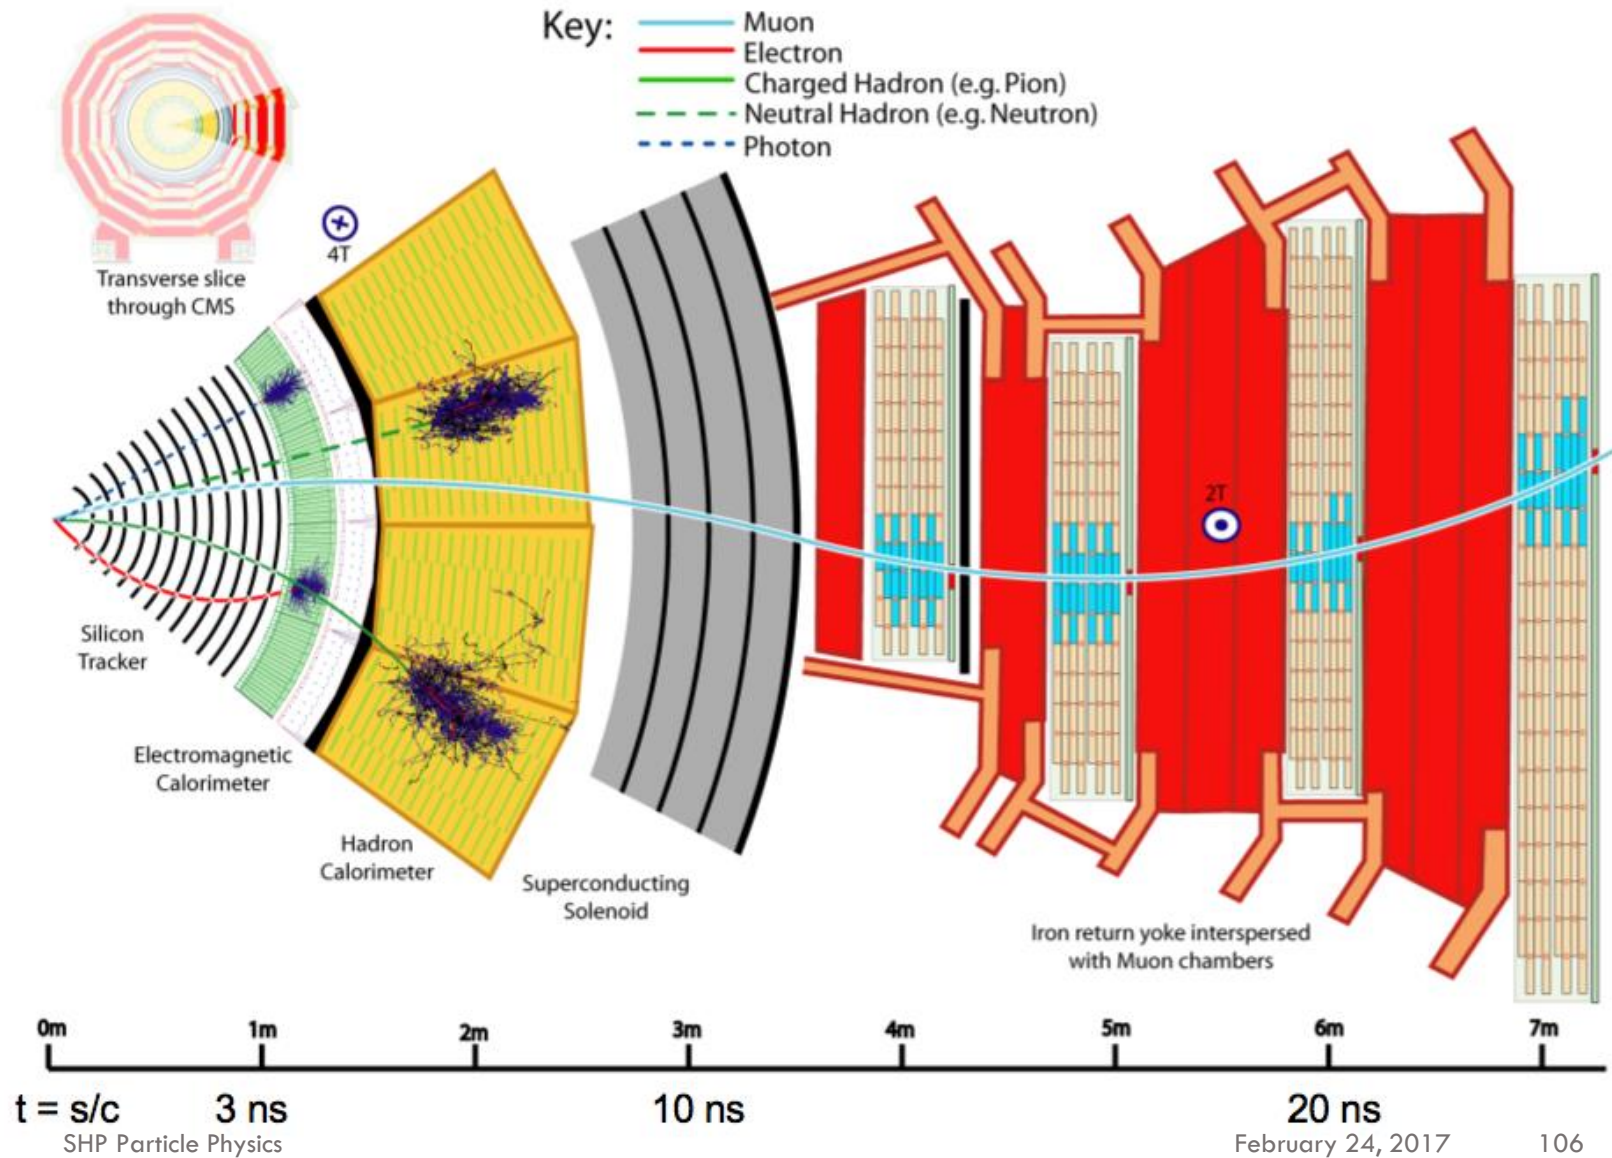 Key:
Muon
Electron
Charged Hadron (e.g. Pion)
Neutral Hadron (e.g. Neutron)
Photon
4T
Transverse slice
through CMS
2T
Silicon
Tracker
Electromagnetic
Calorimeter
Hadron
Calorimeter
Superconducting
Solenoid
Iron return yoke interspersed
with Muon chambers
0m 1m 2m 3m 4m 5m 6m 7m
t = s/c 3 ns 10 ns 20 ns
SHP Particle Physics February 24, 2017 106